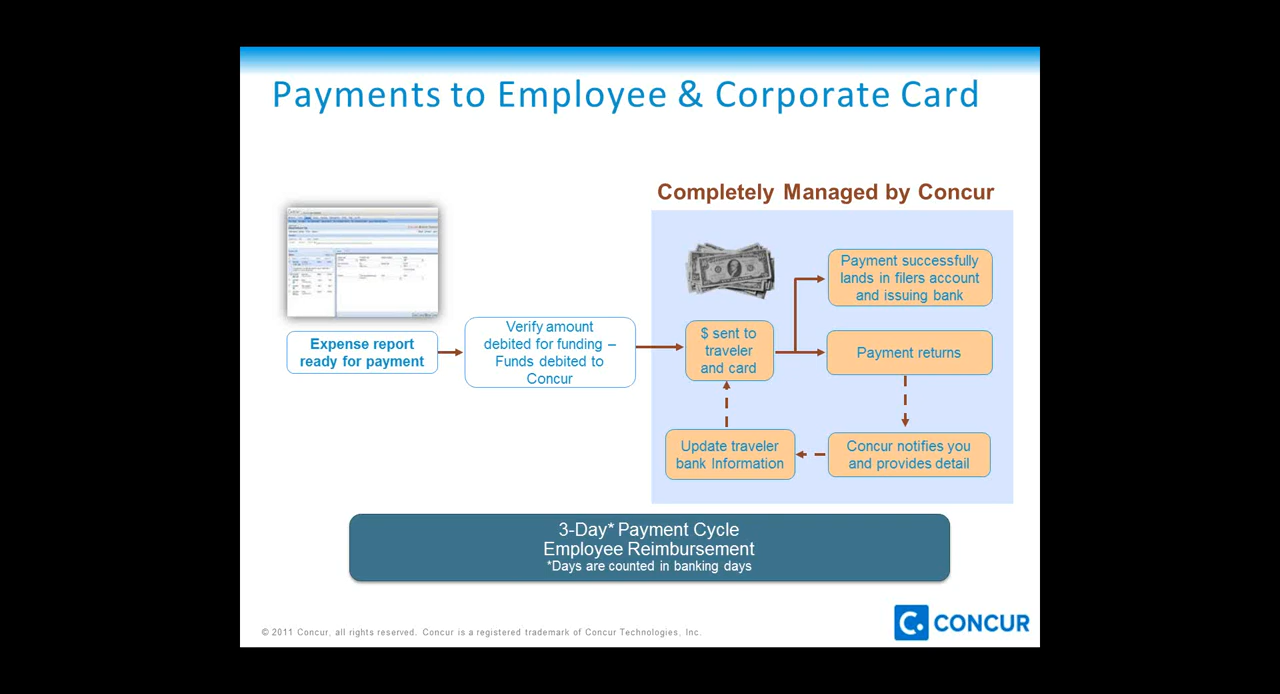 Payments to Employee & Corporate Card
Completely Managed by Concur
Expense report
ready for payment
Verify amount
debited for funding –
Funds debited to
Concur
$ sent to
traveler
and card
Payment successfully
lands in filers account
and issuing bank
Payment returns
Concur notifies you
and provides detail
Update traveler
bank Information
3-Day* Payment Cycle
Employee Reimbursement
*Days are counted in banking days
© 2011 Concur, all rights reserved. Concur is a registered trademark of Concur Technologies, Inc.
C. CONCUR